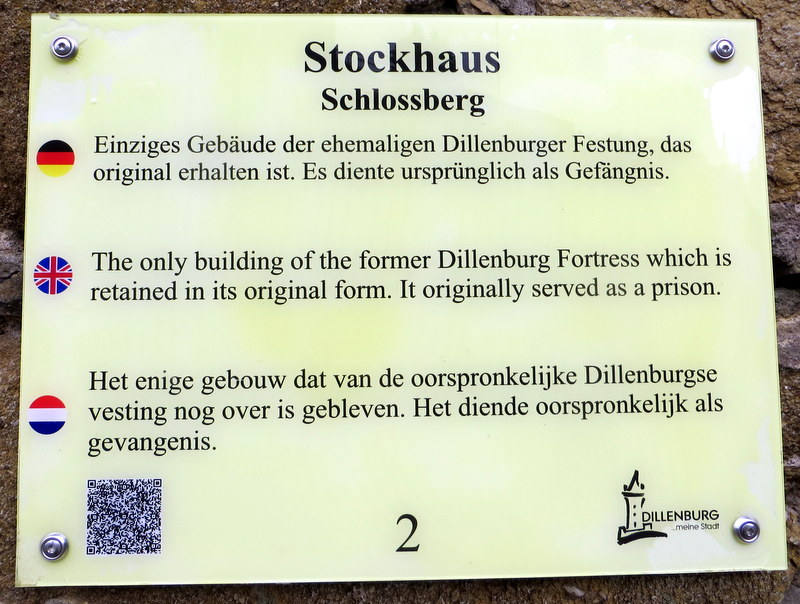 Stockhaus
Schlossberg
Einziges Gebäude der ehemaligen Dillenburger Festung, das
original erhalten ist. Es diente ursprünglich als Gefängnis.
The only building of the former Dillenburg Fortress which is
retained in its original form. It originally served as a prison.
Het enige gebouw dat van de oorspronkelijke Dillenburgse
vesting nog over is gebleven. Het diende oorspronkelijk als
gevangenis.
2
DILLENBURG
...meine Stadt